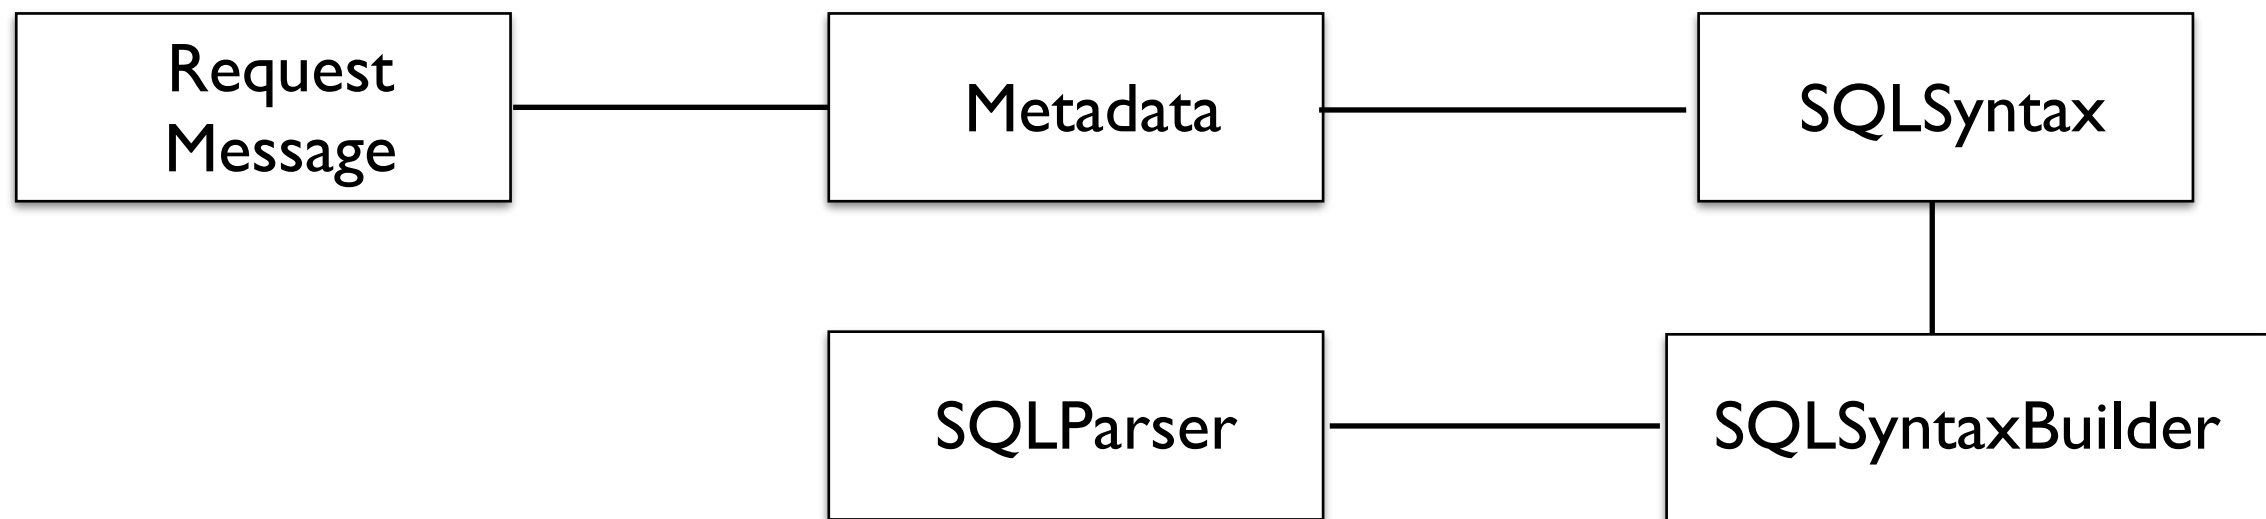 Request
Message
Metadata
SQLSyntax
SQLParser
SQLSyntaxBuilder